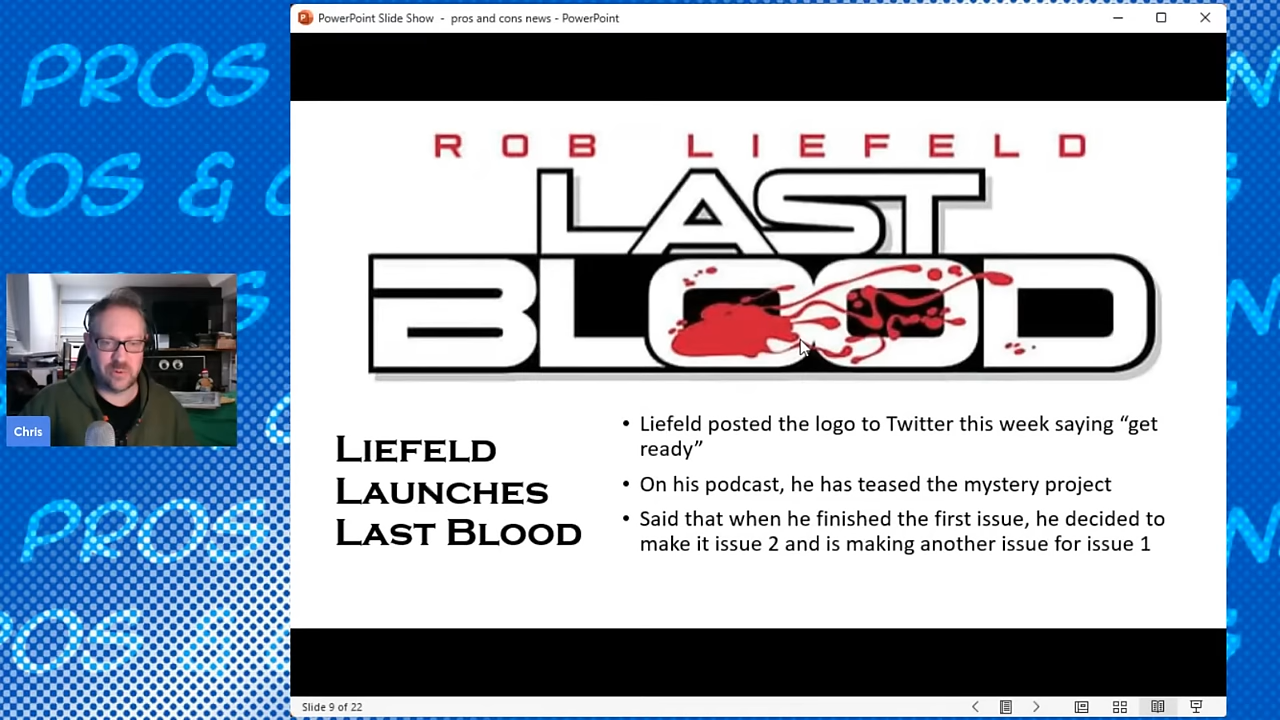 PowerPoint Slide Show - pros and cons news - PowerPoint
PROS
PROS & C
ROB LIEFELD
LAST
BLOOD
Chris
LIEFELD
LAUNCHES
LAST BLOOD
• Liefeld posted the logo to Twitter this week saying “get
ready”
• On his podcast, he has teased the mystery project
• Said that when he finished the first issue, he decided to
make it issue 2 and is making another issue for issue 1
PROS
Slide 9 of 22